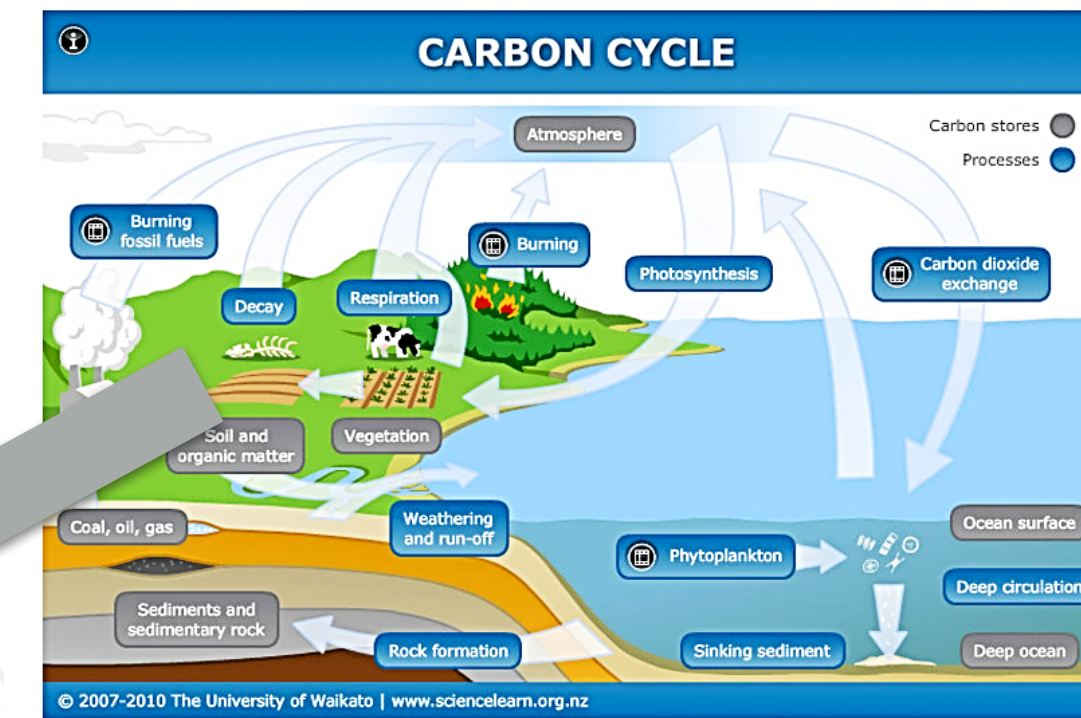 CARBON CYCLE
Atmosphere
Carbon stores
Processes
Burning
fossil fuels
Burning
Photosynthesis
Carbon dioxide
exchange
Decay
Respiration
Soil and
organic matter
Vegetation
Coal, oil, gas
Weathering
and run-off
Ocean surface
Phytoplankton
Deep circulation
Sediments and
sedimentary rock
Rock formation
Sinking sediment
Deep ocean
© 2007-2010 The University of Waikato | www.sciencelearn.org.nz